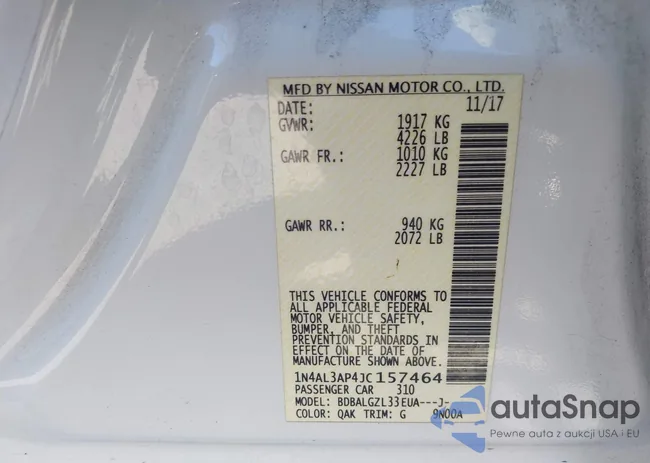 MFD BY NISSAN MOTOR CO., LTD.
DATE: 11/17
GVWR: 1917 KG
4226 LB
GAWR FR.: 1010 KG
2227 LB
GAWR RR.: 940 KG
2072 LB
THIS VEHICLE CONFORMS TO
ALL APPLICABLE FEDERAL
MOTOR VEHICLE SAFETY,
BUMPER, AND THEFT
PREVENTION STANDARDS IN
EFFECT ON THE DATE OF
MANUFACTURE SHOWN ABOVE.
1N4AL3AP4JC157464
PASSENGER CAR 310
MODEL: BDBALGZL33EUA---J--
COLOR: QAK TRIM: G 9N00A
autoSnap
Pewne auta z aukcji USA i EU